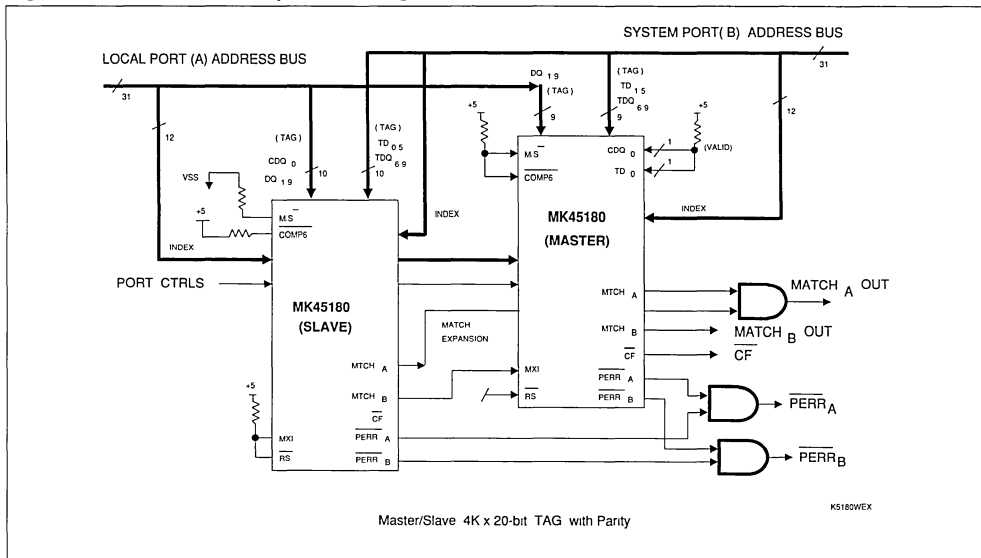 SYSTEM PORT( B) ADDRESS BUS
31
LOCAL PORT (A) ADDRESS BUS
31
12
(TAG)
CDQ 0
DQ 1 9
10
(TAG)
TD 0 5
TDQ 6 9
10
DQ 1 9
(TAG)
9
(TAG)
TD 1 5
TDQ 6 9
9
+5
12
+5
M/S
COMP6
CDQ 0
1
(VALID)
TD 0
1
VSS
+5
M/S
COMP6
INDEX
INDEX
INDEX
MK45180
(MASTER)
PORT CTRLS
MK45180
(SLAVE)
MATCH
EXPANSION
MTCH A
MATCH A OUT
MTCH B
MATCH B OUT
CF
CF
MTCH A
MTCH B
MXI
RS
PERR A
PERR B
PERR A
PERR B
+5
MXI
RS
CF
PERR A
PERR B
K5180WEX
Master/Slave 4K x 20-bit TAG with Parity